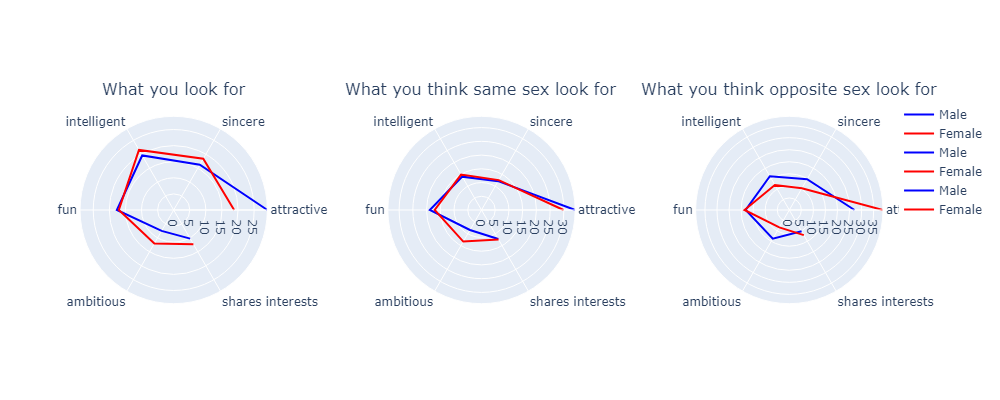 What you look for
intelligent
sincere
fun
0
5
10
15
20
25
attractive
ambitious
shares interests
What you think same sex look for
intelligent
sincere
fun
0
5
10
15
20
25
30
attractive
ambitious
shares interests
What you think opposite sex look for
intelligent
sincere
fun
0
5
10
15
20
25
30
35
att
ambitious
shares interests
Male
Female
Male
Female
Male
Female